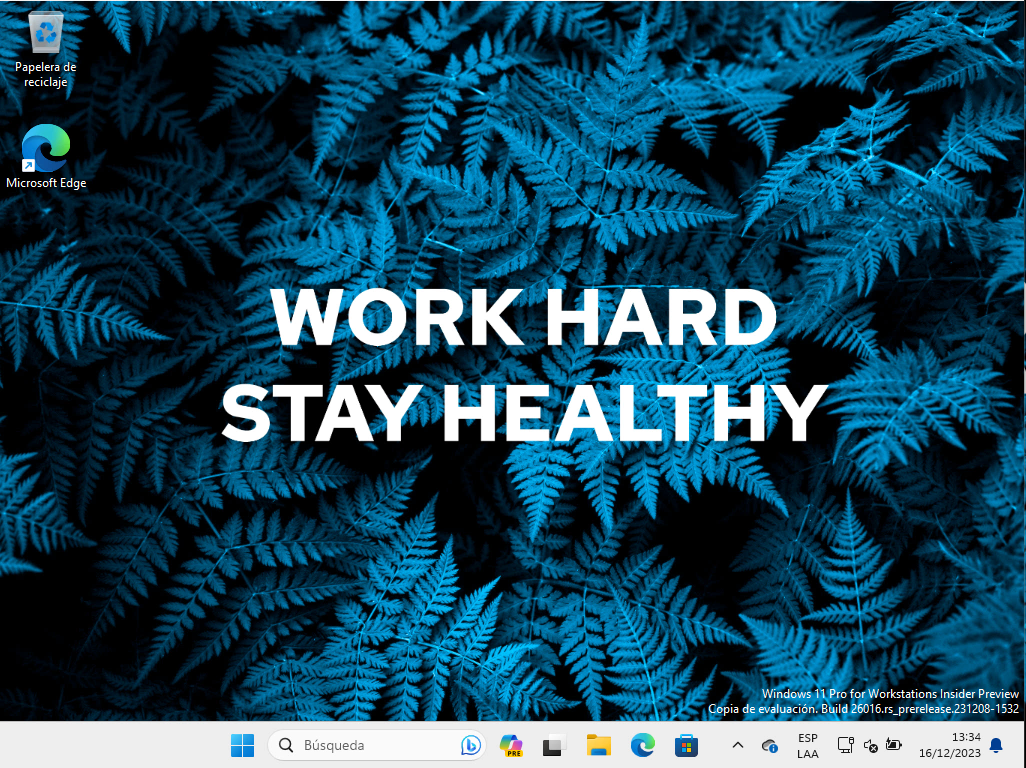 Papelera de
reciclaje
Microsoft Edge
WORK HARD
STAY HEALTHY
Windows 11 Pro for Workstations Insider Preview
Copia de evaluación. Build 26016.rs_prerelease.231208-1532
Búsqueda
PRE
ESP
LAA
13:34
16/12/2023